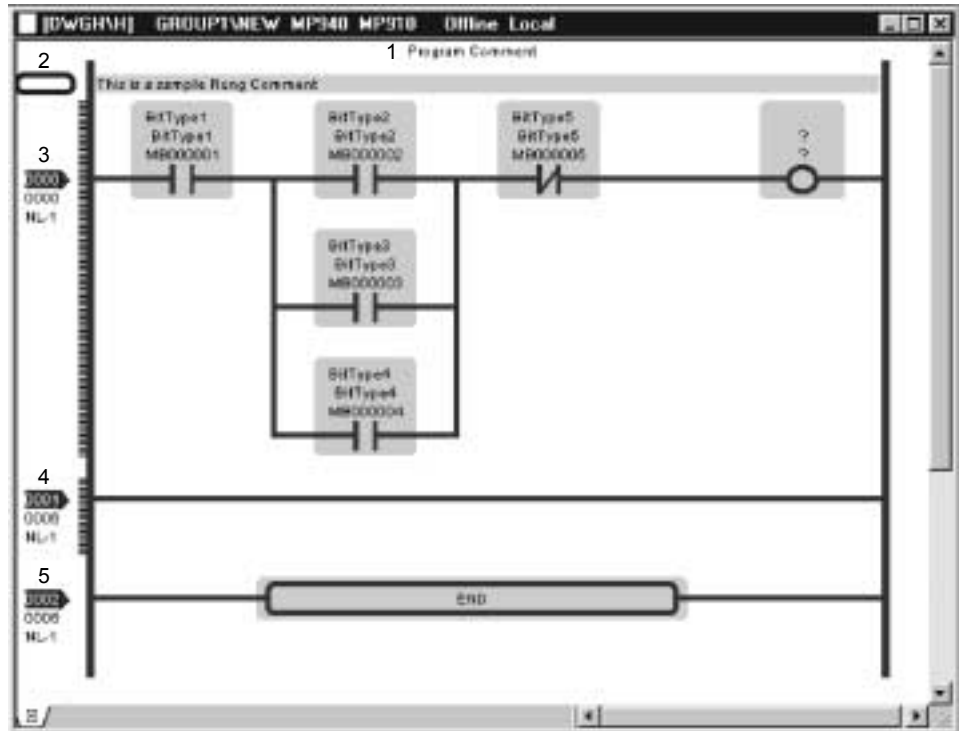 [DWGH\H] GROUP1\NEW MP940 MP910 Offline Local
1 Program Comment
2
This is a sample Rung Comment
BitType1
BitType1
MB000001
BitType2
BitType2
MB000002
BitType5
BitType5
MB000005
?
?
3
0000
0000
NL-1
BitType3
BitType3
MB000003
BitType4
BitType4
MB000004
4
0001
0006
NL-1
5
0002
0006
NL-1
END